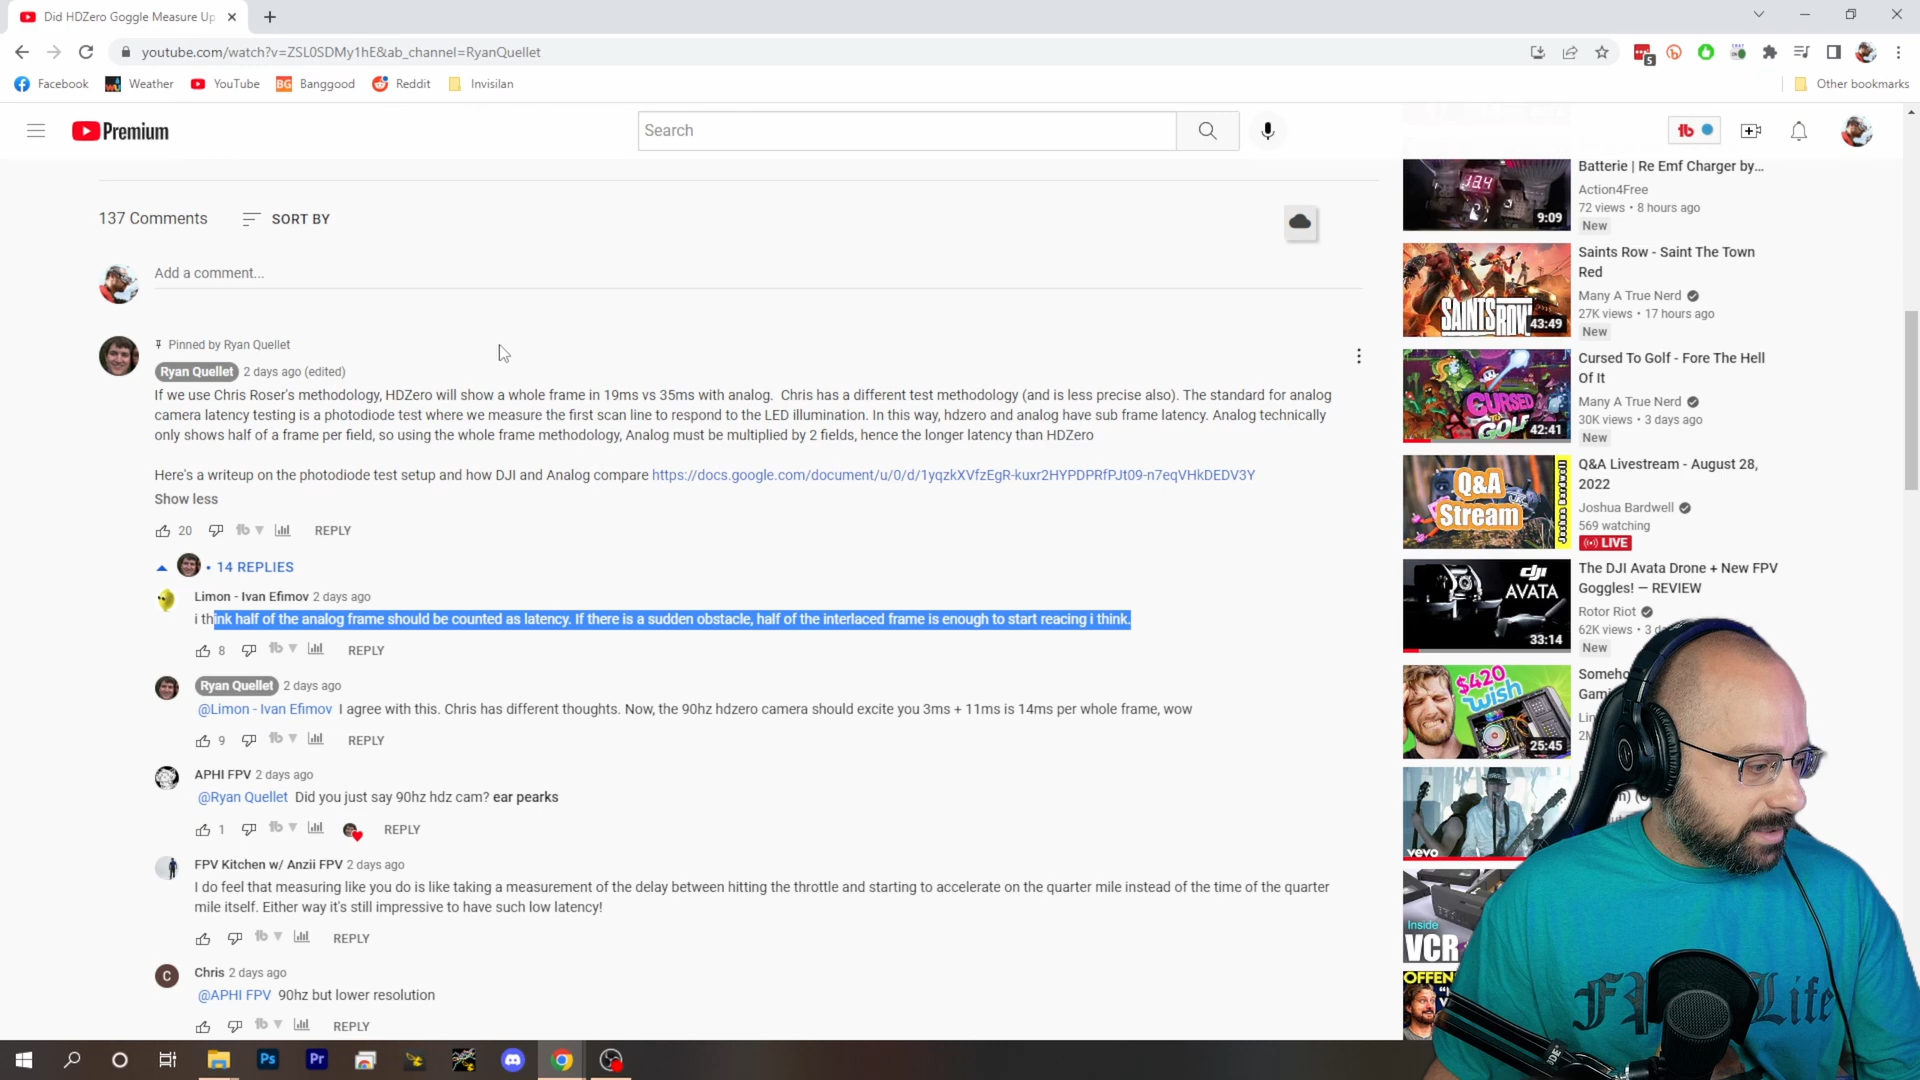 Did HDZero Goggle Measure Up
youtube.com/watch?v=ZSL0SDMy1hE&ab_channel=RyanQuellet
5
Facebook
Weather
YouTube
BG Banggood
Reddit
Invisilan
Other bookmarks
Premium
Search
137 Comments
SORT BY
Add a comment...
Pinned by Ryan Quellet
Ryan Quellet 2 days ago (edited)
If we use Chris Roser's methodology, HDZero will show a whole frame in 19ms vs 35ms with analog. Chris has a different test methodology (and is less precise also). The standard for analog
camera latency testing is a photodiode test where we measure the first scan line to respond to the LED illumination. In this way, hdzero and analog have sub frame latency. Analog technically
only shows half of a frame per field, so using the whole frame methodology, Analog must be multiplied by 2 fields, hence the longer latency than HDZero
Here's a writeup on the photodiode test setup and how DJI and Analog compare https://docs.google.com/document/u/0/d/1yqzkXVfzEgR-kuxr2HYPDPRfPJt09-n7eqVHkDEDV3Y
Show less
20 REPLY
• 14 REPLIES
Limon - Ivan Efimov 2 days ago
i think half of the analog frame should be counted as latency. If there is a sudden obstacle, half of the interlaced frame is enough to start reacing i think.
8 REPLY
Ryan Quellet 2 days ago
@Limon - Ivan Efimov I agree with this. Chris has different thoughts. Now, the 90hz hdzero camera should excite you 3ms + 11ms is 14ms per whole frame, wow
9 REPLY
APHI FPV 2 days ago
@Ryan Quellet Did you just say 90hz hdz cam? ear pearks
1 REPLY
FPV Kitchen w/ Anzii FPV 2 days ago
I do feel that measuring like you do is like taking a measurement of the delay between hitting the throttle and starting to accelerate on the quarter mile instead of the time of the quarter
mile itself. Either way it's still impressive to have such low latency!
REPLY
C
Chris 2 days ago
@APHI FPV 90hz but lower resolution
REPLY
Batterie | Re Emf Charger by...
Action4Free
72 views • 8 hours ago
New
9:09
Saints Row - Saint The Town
Red
Many A True Nerd
27K views • 17 hours ago
New
SAINTS ROW
43:49
Cursed To Golf - Fore The Hell
Of It
Many A True Nerd
30K views • 3 days ago
New
CURSED
TO
GOLF
42:41
Q&A Livestream - August 28,
2022
Joshua Bardwell
569 watching
LIVE
Q&A
Stream
Joshua Bardwell
The DJI Avata Drone + New FPV
Goggles! — REVIEW
Rotor Riot
62K views •
New
dji
AVATA
33:14
$420
wish
25:45
vevo
Inside
VCR
Ps
Pr